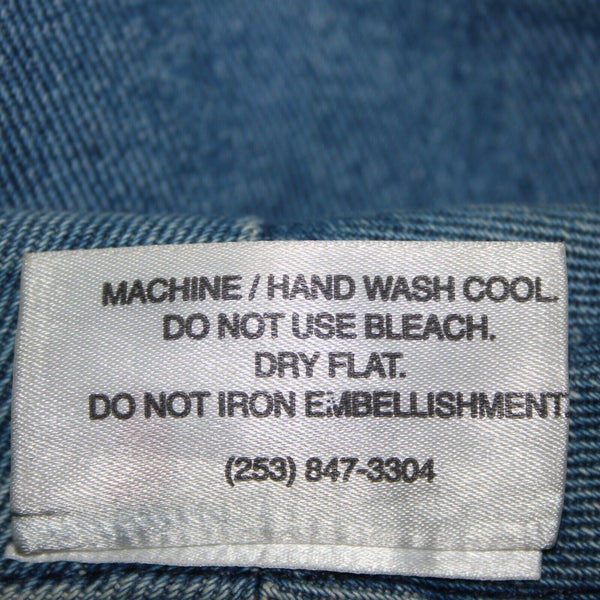 MACHINE / HAND WASH COOL.
DO NOT USE BLEACH.
DRY FLAT.
DO NOT IRON EMBELLISHMENT.
(253) 847-3304